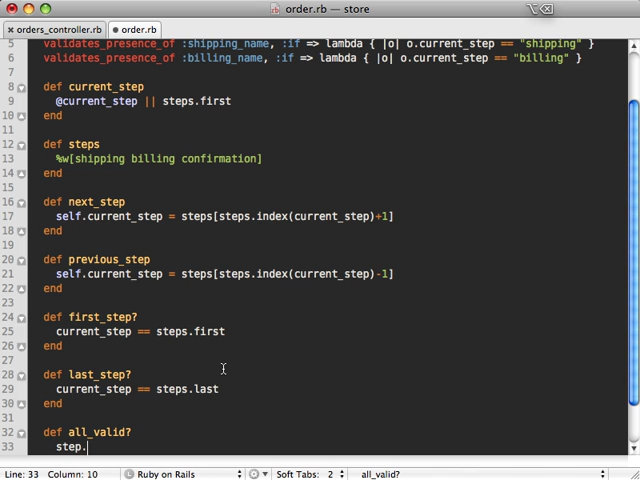 order.rb — store
orders_controller.rb
order.rb
5 validates_presence_of :shipping_name, :if => lambda { |o| o.current_step == "shipping" }
6 validates_presence_of :billing_name, :if => lambda { |o| o.current_step == "billing" }
7
8 def current_step
9 @current_step || steps.first
10 end
11
12 def steps
13 %w[shipping billing confirmation]
14 end
15
16 def next_step
17 self.current_step = steps[steps.index(current_step)+1]
18 end
19
20 def previous_step
21 self.current_step = steps[steps.index(current_step)-1]
22 end
23
24 def first_step?
25 current_step == steps.first
26 end
27
28 def last_step?
29 current_step == steps.last
30 end
31
32 def all_valid?
33 step.
Line: 33 Column: 10 Ruby on Rails Soft Tabs: 2 all_valid?